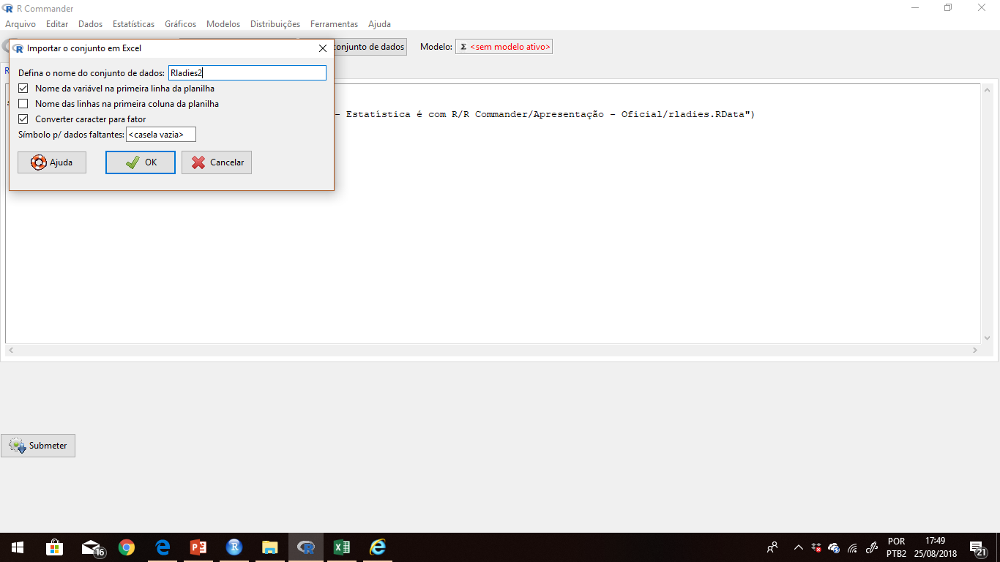 R Commander
Arquivo Editar Dados Estatísticas Gráficos Modelos Distribuições Ferramentas Ajuda
Importar o conjunto em Excel
conjunto de dados Modelo: Σ <sem modelo ativo>
Defina o nome do conjunto de dados: Rladies2
Nome da variável na primeira linha da planilha
Nome das linhas na primeira coluna da planilha
- Estatística é com R/R Commander/Apresentação - Oficial/rladies.RData")
Converter caracter para fator
Símbolo p/ dados faltantes: <casela vazia>
Ajuda OK Cancelar
Submeter
16
POR
PTB2
17:49
25/08/2018
21